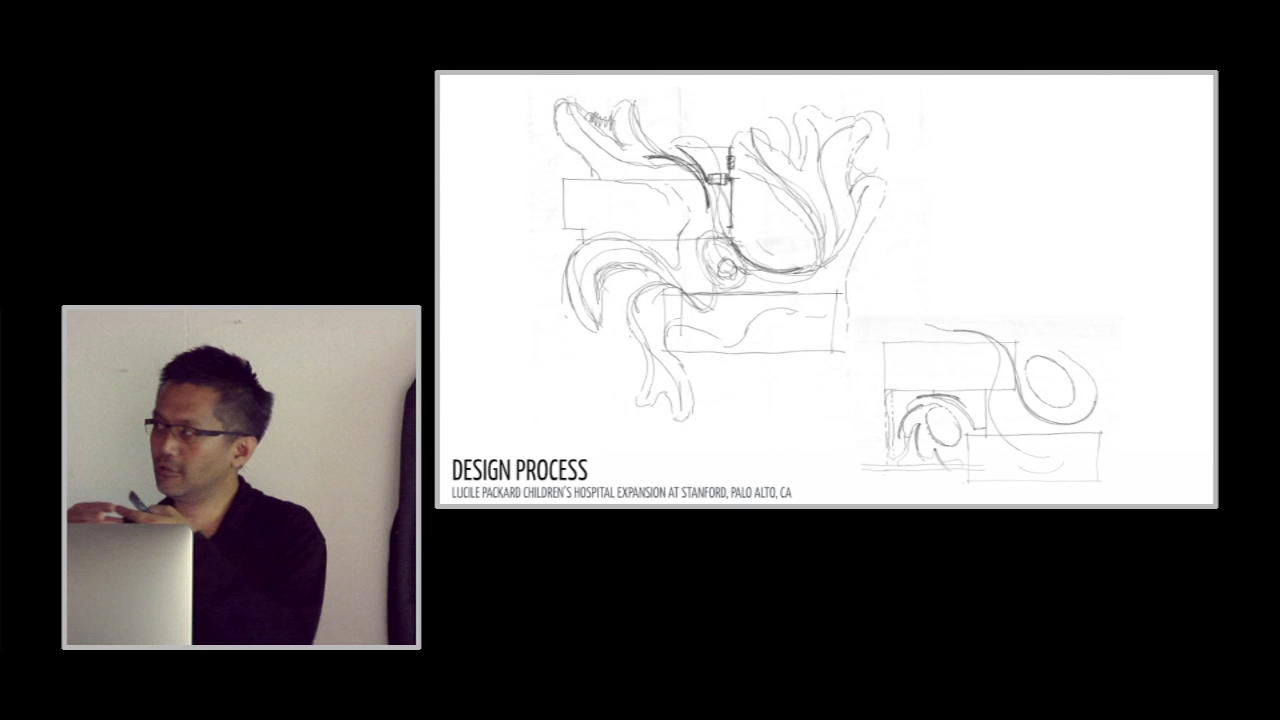 DESIGN PROCESS
LUCILE PACKARD CHILDREN'S HOSPITAL EXPANSION AT STANFORD, PALO ALTO, CA